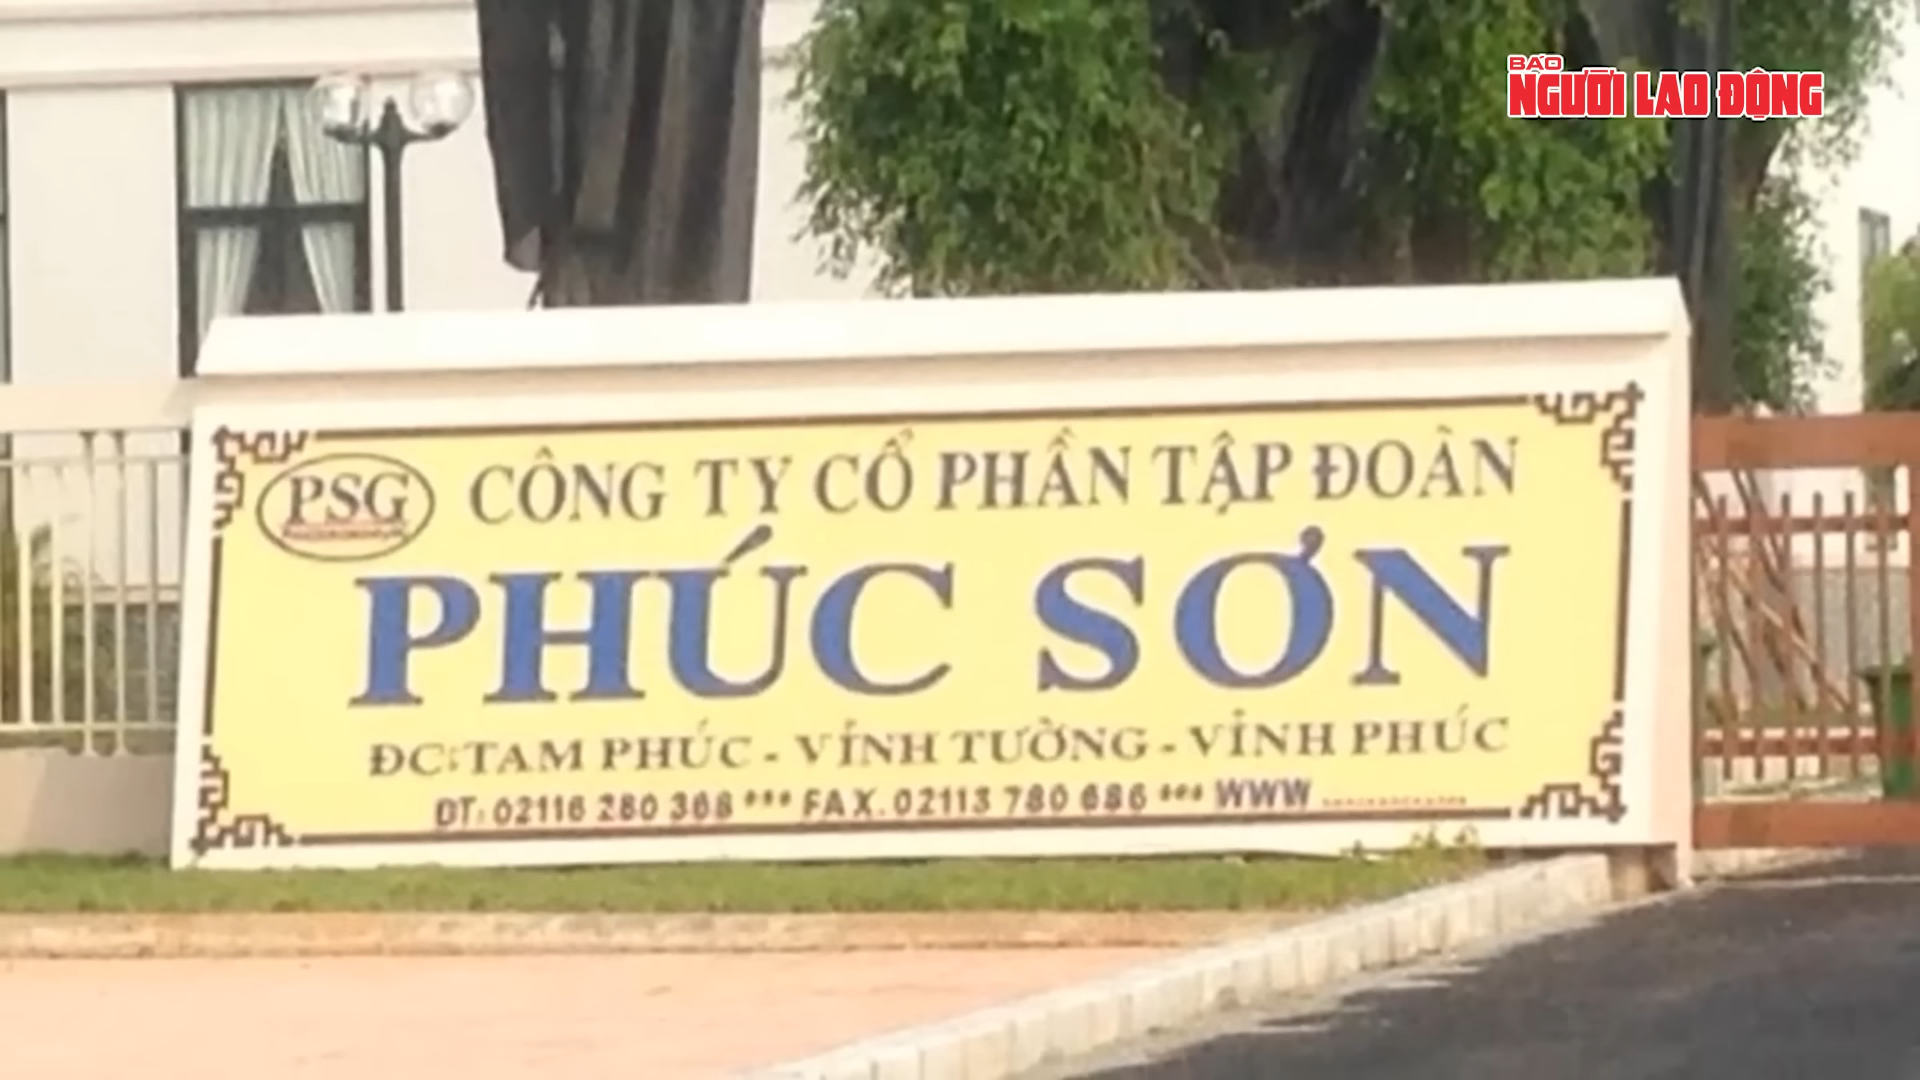 BÁO
NGƯỜI LAO ĐỘNG
PSG
CÔNG TY CỔ PHẦN TẬP ĐOÀN
PHÚC SƠN
ĐC: TAM PHÚC - VĨNH TƯỜNG - VĨNH PHÚC
ĐT: 02116 280 368 *** FAX. 02113 780 686 *** WWW